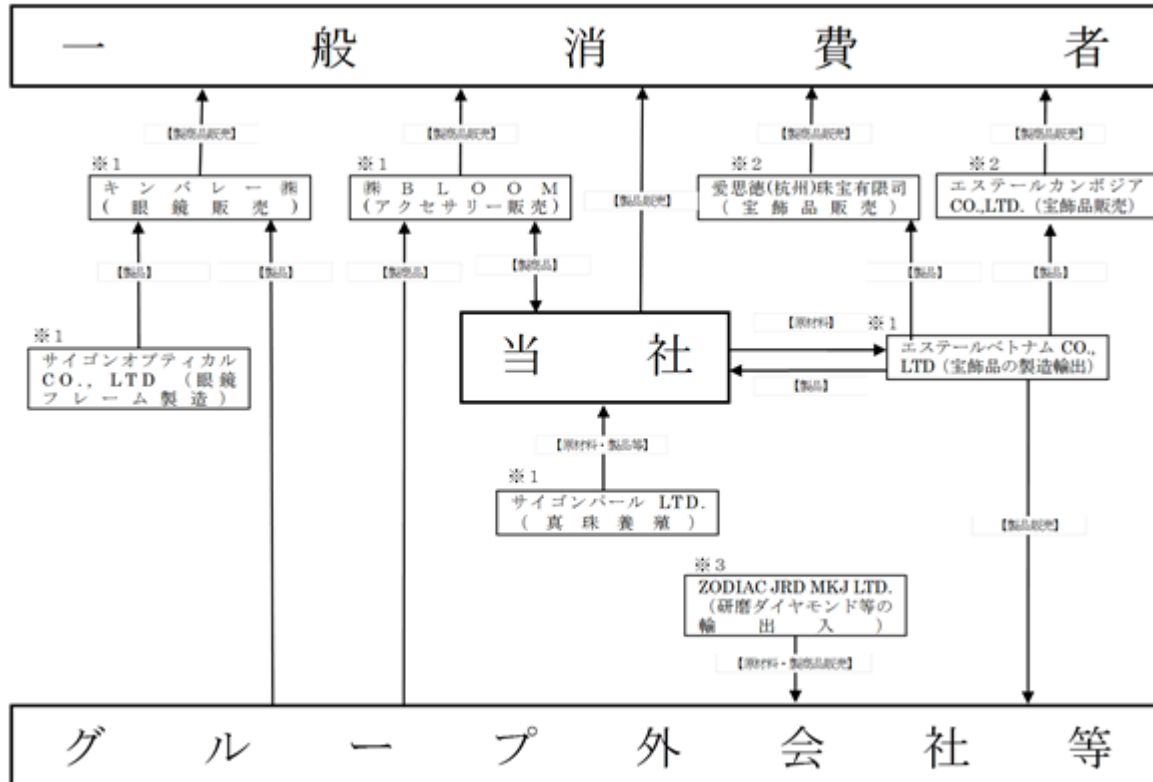 一般消費者
【製商品販売】
【製商品販売】
【製商品販売】
【製商品販売】
※1
※1
※2
※2
キンバレー㈱
(眼鏡販売)
㈱BLOOM
(アクセサリー販売)
愛思徳(杭州)珠宝有限司
(宝飾品販売)
エステールカンボジア
CO.,LTD.(宝飾品販売)
【製品販売】
【製品】
【製品】
【製商品】
【製商品】
【製品】
【製品】
※1
サイゴンオプティカル
CO., LTD (眼鏡
フレーム製造)
当社
【原材料】
※1
エステールベトナム CO.,
LTD(宝飾品の製造輸出)
【製品】
【原材料・製品等】
※1
サイゴンパール LTD.
(真珠養殖)
【製品販売】
※3
ZODIAC JRD MKJ LTD.
(研磨ダイヤモンド等の
輸出入)
【原材料・製商品販売】
グループ外会社等